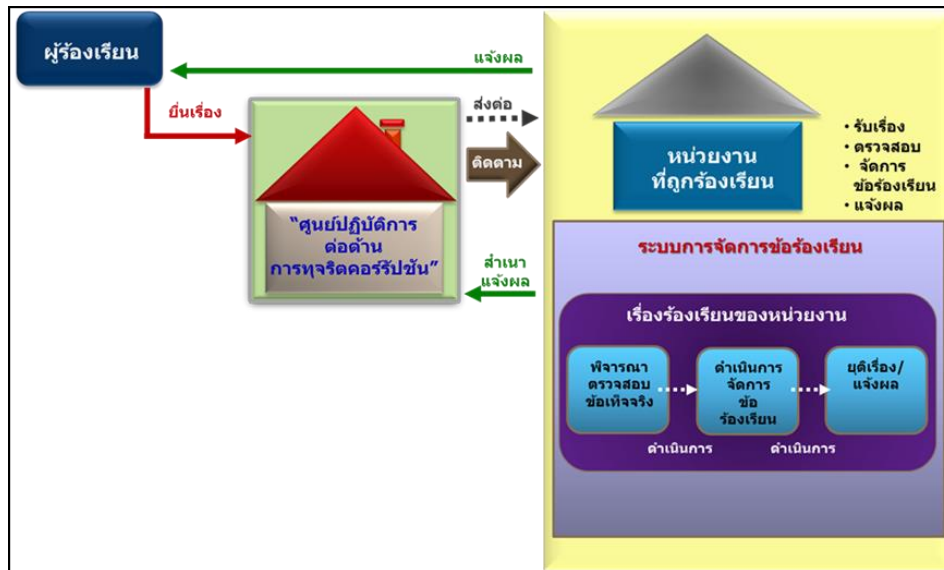 ผู้ร้องเรียน
แจ้งผล
ยื่นเรื่อง
ส่งต่อ
ติดตาม
"ศูนย์ปฏิบัติการ
ต่อต้าน
การทุจริตคอร์รัปชัน"
สำเนา
แจ้งผล
หน่วยงาน
ที่ถูกร้องเรียน
• รับเรื่อง
• ตรวจสอบ
• จัดการ
ข้อร้องเรียน
• แจ้งผล
ระบบการจัดการข้อร้องเรียน
เรื่องร้องเรียนของหน่วยงาน
พิจารณา
ตรวจสอบ
ข้อเท็จจริง
ดำเนินการ
จัดการ
ข้อ
ร้องเรียน
ยุติเรื่อง/
แจ้งผล
ดำเนินการ
ดำเนินการ